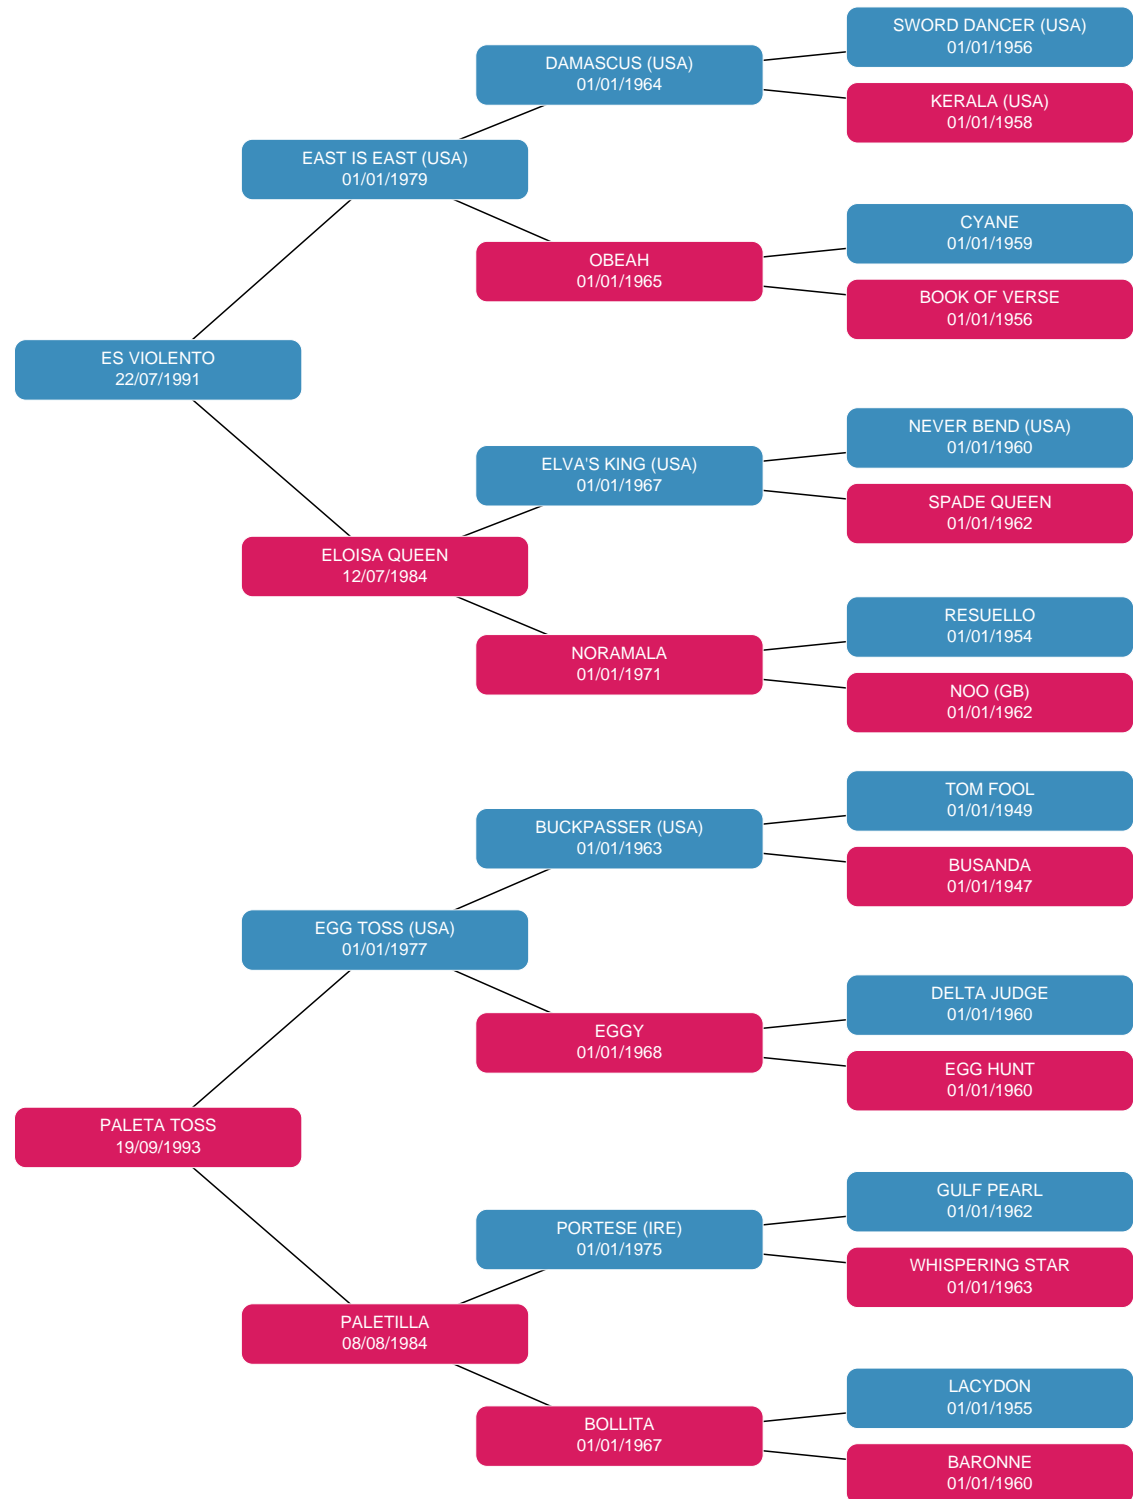 SWORD DANCER (USA)
01/01/1956
DAMASCUS (USA)
01/01/1964
KERALA (USA)
01/01/1958
EAST IS EAST (USA)
01/01/1979
CYANE
01/01/1959
OBEAH
01/01/1965
BOOK OF VERSE
01/01/1956
ES VIOLENTO
22/07/1991
NEVER BEND (USA)
01/01/1960
ELVA'S KING (USA)
01/01/1967
SPADE QUEEN
01/01/1962
ELOISA QUEEN
12/07/1984
RESUELLO
01/01/1954
NORAMALA
01/01/1971
NOO (GB)
01/01/1962
TOM FOOL
01/01/1949
BUCKPASSER (USA)
01/01/1963
BUSANDA
01/01/1947
EGG TOSS (USA)
01/01/1977
DELTA JUDGE
01/01/1960
EGGY
01/01/1968
EGG HUNT
01/01/1960
PALETA TOSS
19/09/1993
GULF PEARL
01/01/1962
PORTESE (IRE)
01/01/1975
WHISPERING STAR
01/01/1963
PALETILLA
08/08/1984
LACYDON
01/01/1955
BOLLITA
01/01/1967
BARONNE
01/01/1960